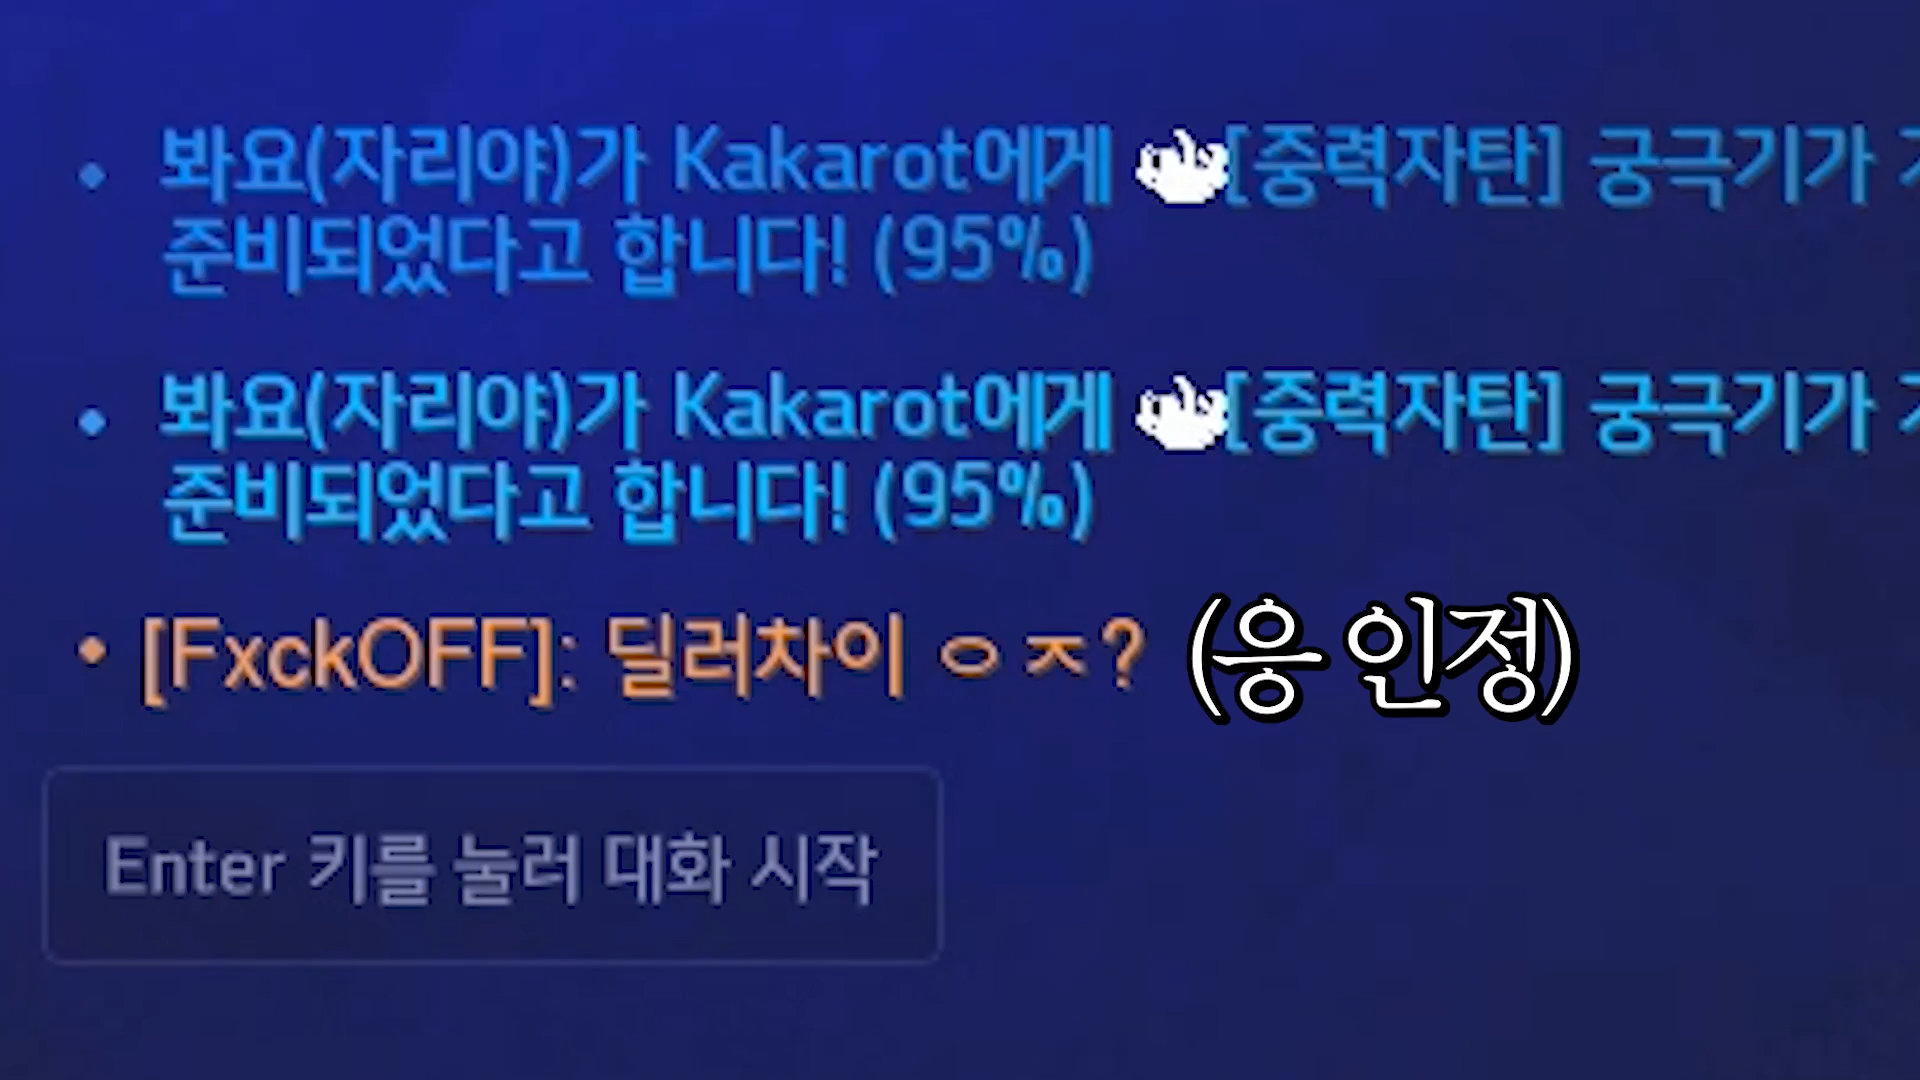 봐요(자리야)가 Kakarot에게 [중력자탄] 궁극기가
준비되었다고 합니다! (95%)
봐요(자리야)가 Kakarot에게 [중력자탄] 궁극기가
준비되었다고 합니다! (95%)
[FxckOFF]: 딜러차이 ㅇㅈ? (응 인정)
Enter 키를 눌러 대화 시작